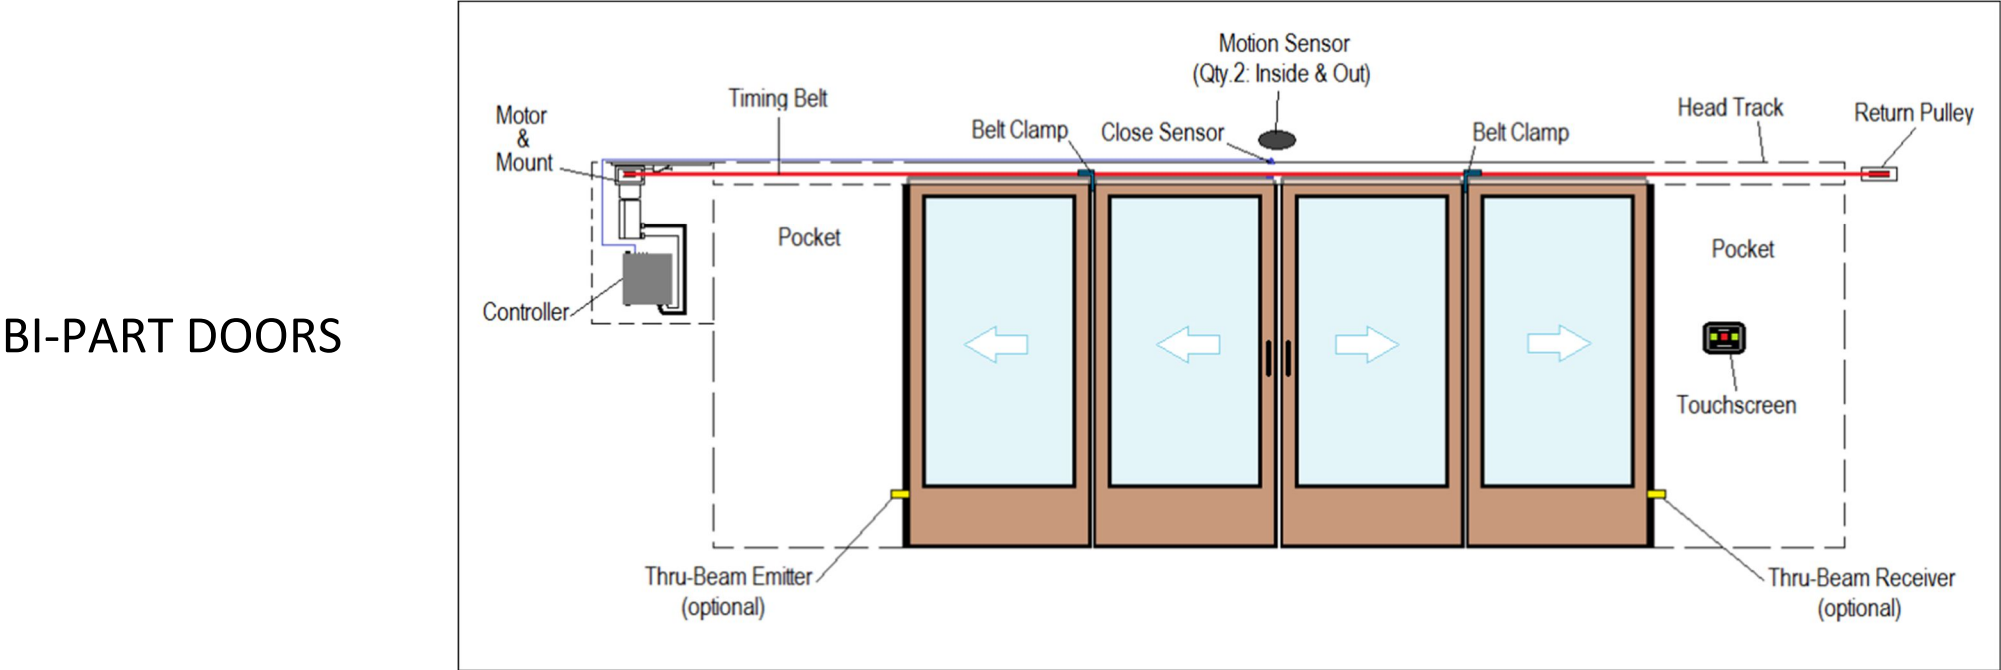 BI-PART DOORS
Motion Sensor
(Qty.2: Inside & Out)
Timing Belt
Motor
&
Mount
Belt Clamp
Close Sensor
Belt Clamp
Head Track
Return Pulley
Pocket
Pocket
Controller
Touchscreen
Thru-Beam Emitter
(optional)
Thru-Beam Receiver
(optional)